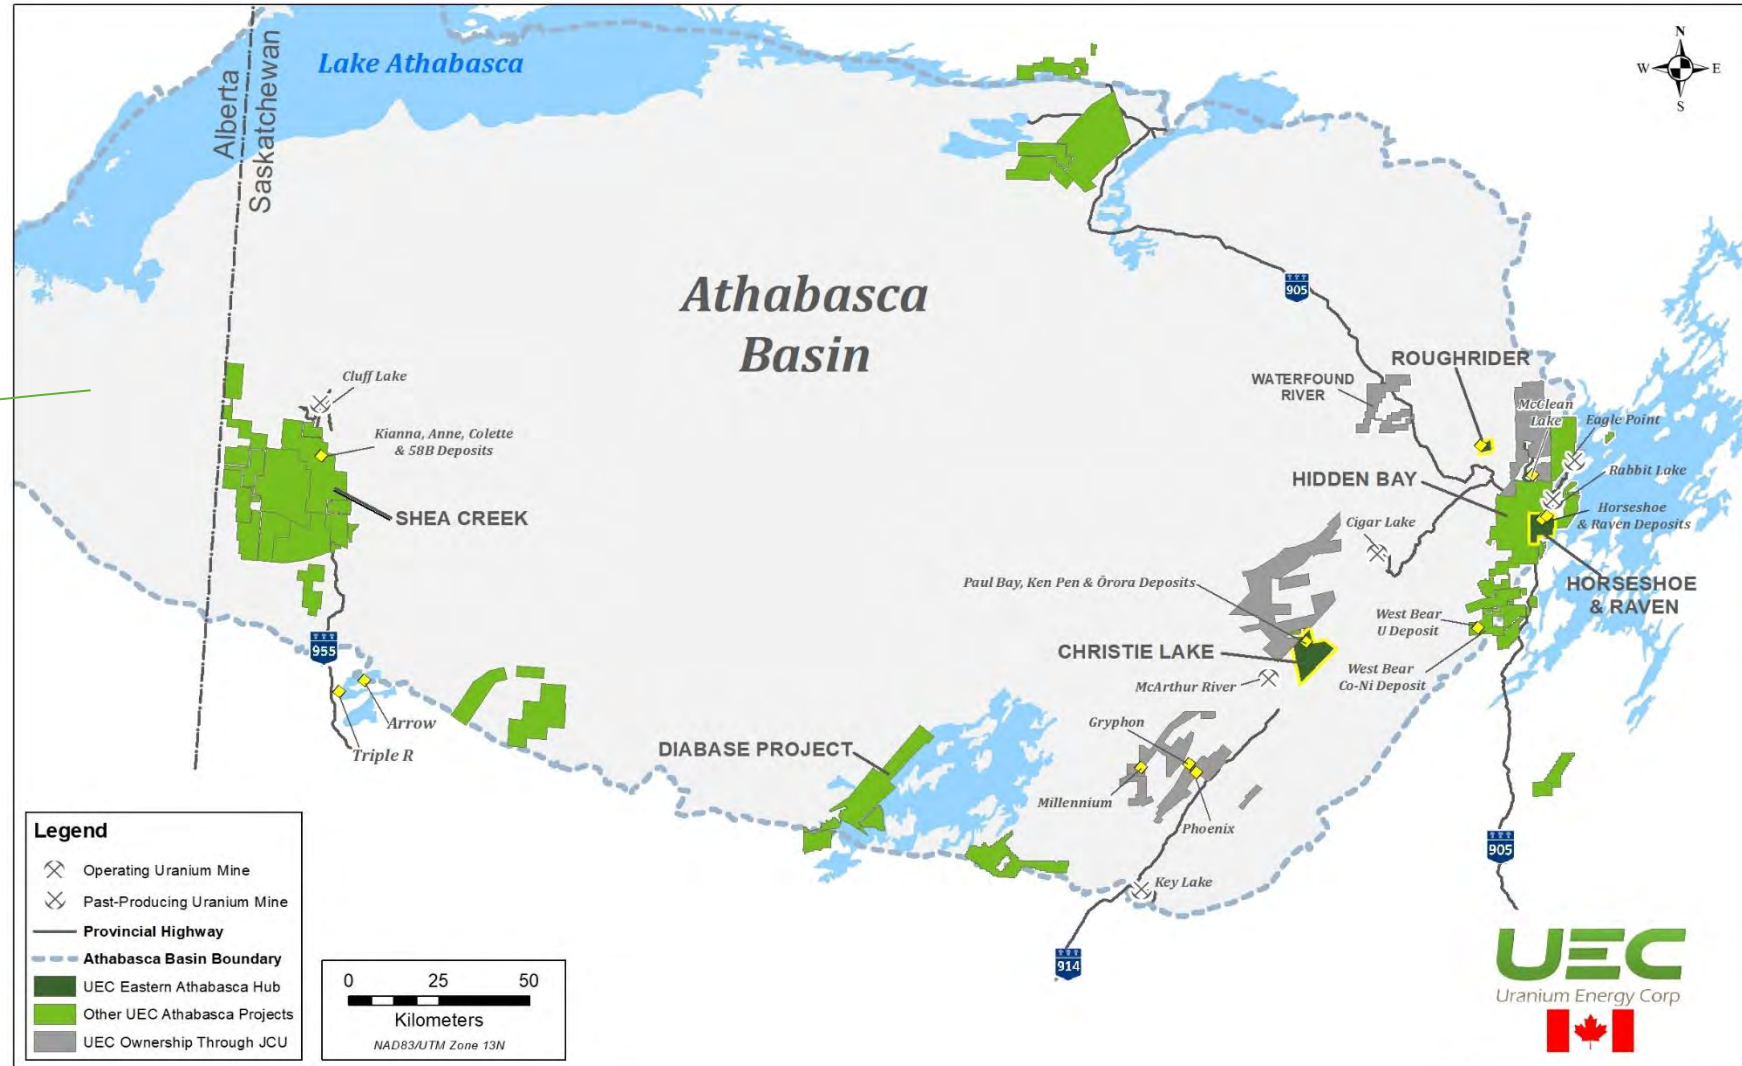 Lake Athabasca
Alberta
Saskatchewan
N
W
E
S
Athabasca
Basin
905
ROUGHRIDER
WATERFOUND
RIVER
McClean
Lake
Eagle Point
Rabbit Lake
HIDDEN BAY
Horseshoe
& Raven Deposits
Cigar Lake
Cluff Lake
Kianna, Anne, Colette
& 58B Deposits
SHEA CREEK
Paul Bay, Ken Pen & Ōrora Deposits
HORSESHOE
& RAVEN
West Bear
U Deposit
CHRISTIE LAKE
West Bear
Co-Ni Deposit
McArthur River
955
Arrow
Triple R
DIABASE PROJECT
Gryphon
Millennium
Phoenix
905
Key Lake
914
Legend
Operating Uranium Mine
Past-Producing Uranium Mine
Provincial Highway
Athabasca Basin Boundary
UEC Eastern Athabasca Hub
Other UEC Athabasca Projects
UEC Ownership Through JCU
0 25 50
Kilometers
NAD83/UTM Zone 13N
UEC
Uranium Energy Corp